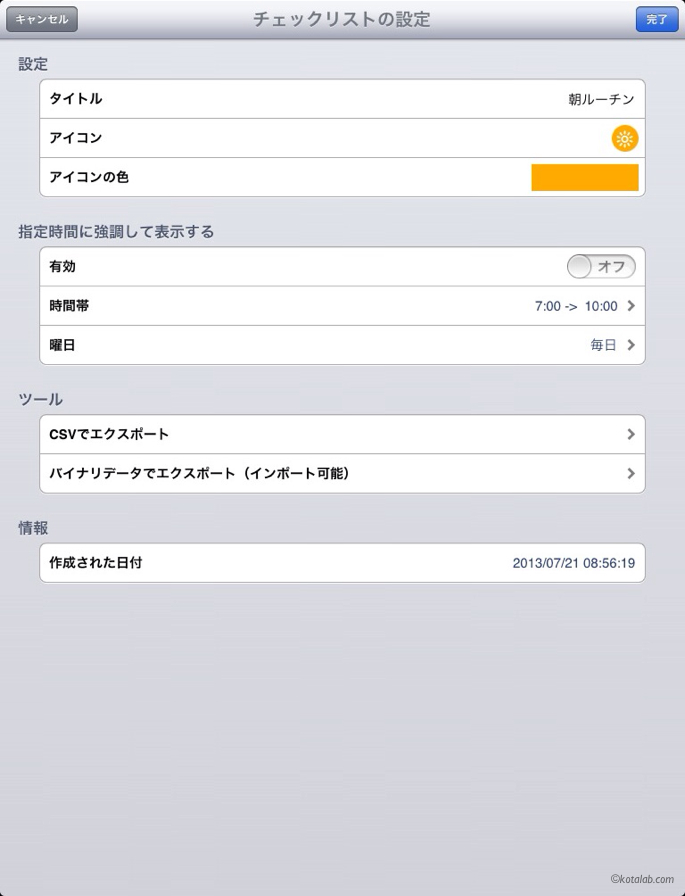 キャンセル
チェックリストの設定
完了
設定
タイトル
朝ルーチン
アイコン
アイコンの色
指定時間に強調して表示する
有効
オフ
時間帯
7:00 -> 10:00
曜日
毎日
ツール
CSVでエクスポート
バイナリデータでエクスポート（インポート可能）
情報
作成された日付
2013/07/21 08:56:19
©kotalab.com